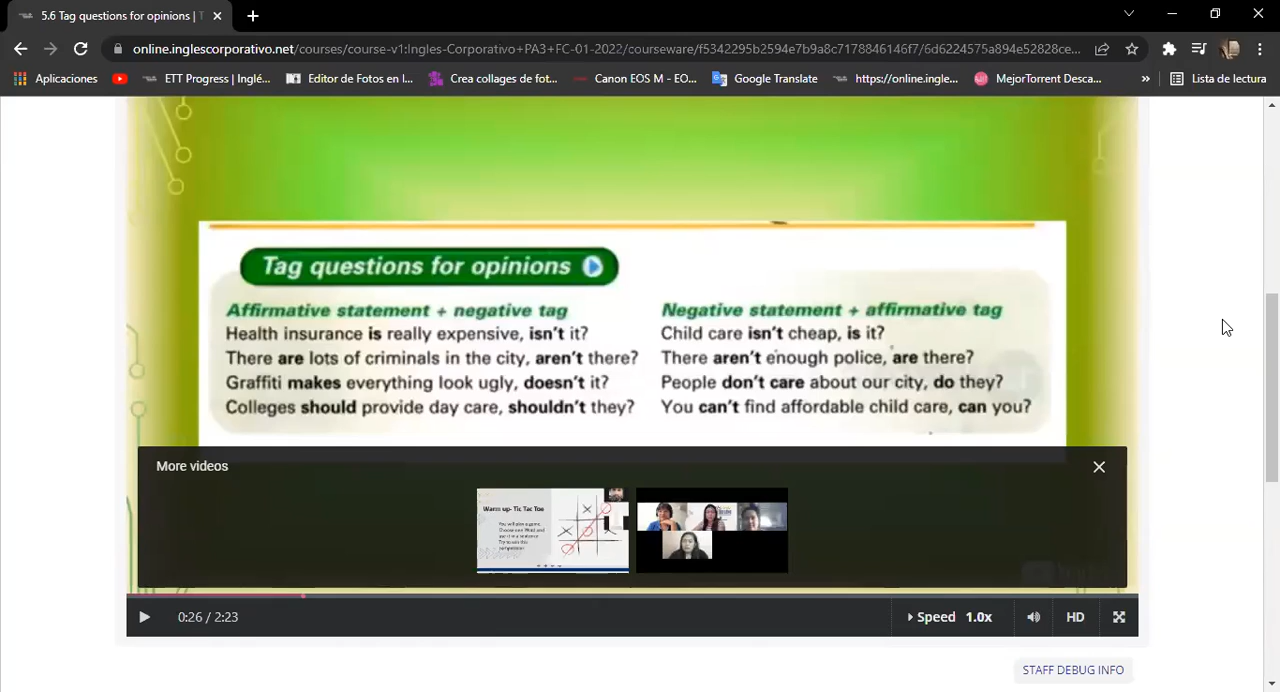 5.6 Tag questions for opinions | T
online.inglescorporativo.net/courses/course-v1:Ingles-Corporativo+PA3+FC-01-2022/courseware/f5342295b2594e7b9a8c7178846146f7/6d6224575a894e52828ce...
Aplicaciones ETT Progress | Inglé... Editor de Fotos en l... Crea collages de fot... Canon EOS M - EO... Google Translate https://online.ingle... MejorTorrent Desca... » Lista de lectura
Tag questions for opinions
Affirmative statement + negative tag
Health insurance is really expensive, isn't it?
There are lots of criminals in the city, aren't there?
Graffiti makes everything look ugly, doesn't it?
Colleges should provide day care, shouldn't they?
Negative statement + affirmative tag
Child care isn't cheap, is it?
There aren't enough police, are there?
People don't care about our city, do they?
You can't find affordable child care, can you?
More videos
Warm up- Tic Tac Toe
0:26 / 2:23
Speed 1.0x
HD
STAFF DEBUG INFO